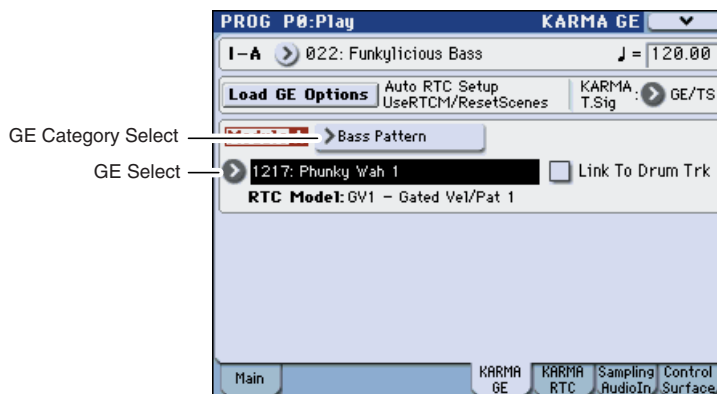 PROG P0:Play KARMA GE
I-A 022: Funkylicious Bass ♩= 120.00
Load GE Options Auto RTC Setup UseRTCM/ResetScenes KARMA T.Sig : GE/TS
GE Category Select Bass Pattern
GE Select 1217: Phunky Wah 1 Link To Drum Trk
RTC Model: GV1 - Gated Vel/Pat 1
Main KARMA GE KARMA RTC Sampling AudioIn Control Surface